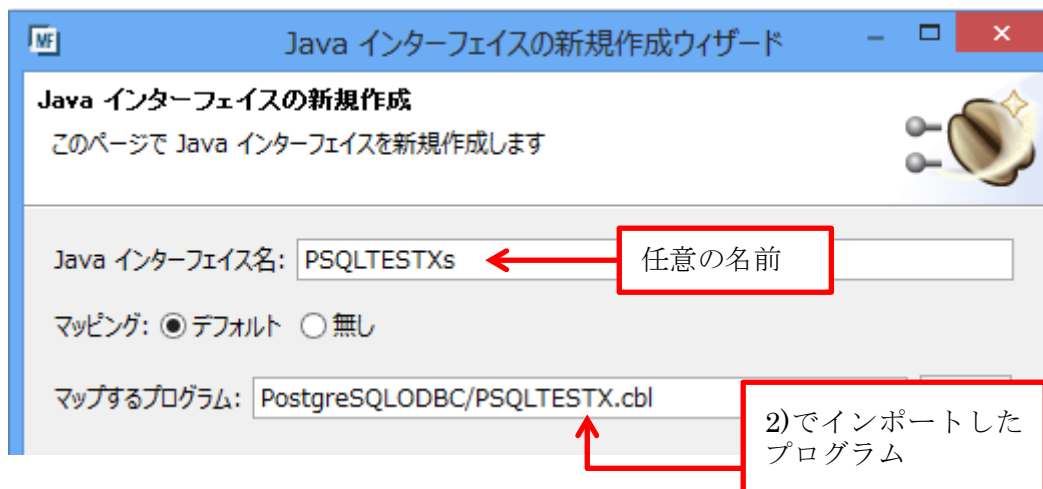 MF
Java インターフェイスの新規作成ウィザード
Java インターフェイスの新規作成
このページで Java インターフェイスを新規作成します
Java インターフェイス名: PSQLTESTXs
任意の名前
マッピング: デフォルト 無し
マップするプログラム: PostgreSQLODBC/PSQLTESTX.cbl
2)でインポートした
プログラム